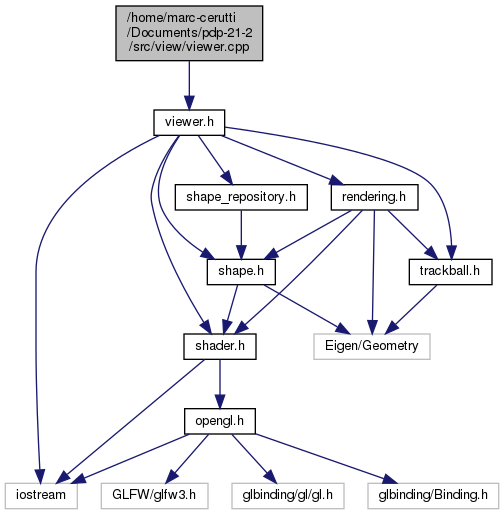 /home/marc-cerutti
/Documents/pdp-21-2
/src/view/viewer.cpp
viewer.h
shape_repository.h
rendering.h
shape.h
trackball.h
shader.h
Eigen/Geometry
opengl.h
iostream
GLFW/glfw3.h
glbinding/gl/gl.h
glbinding/Binding.h